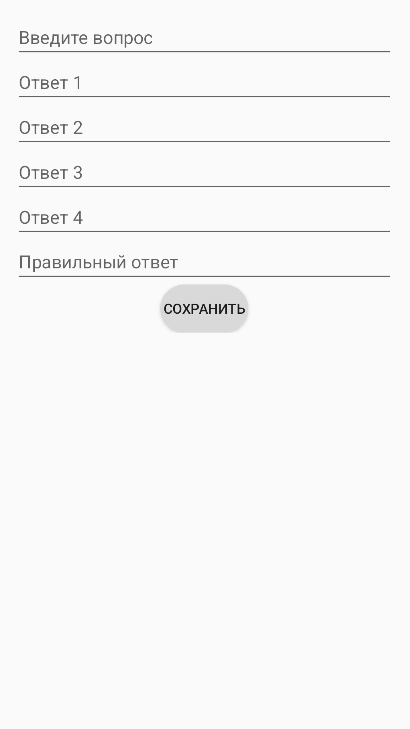 Введите вопрос
Ответ 1
Ответ 2
Ответ 3
Ответ 4
Правильный ответ
СОХРАНИТЬ